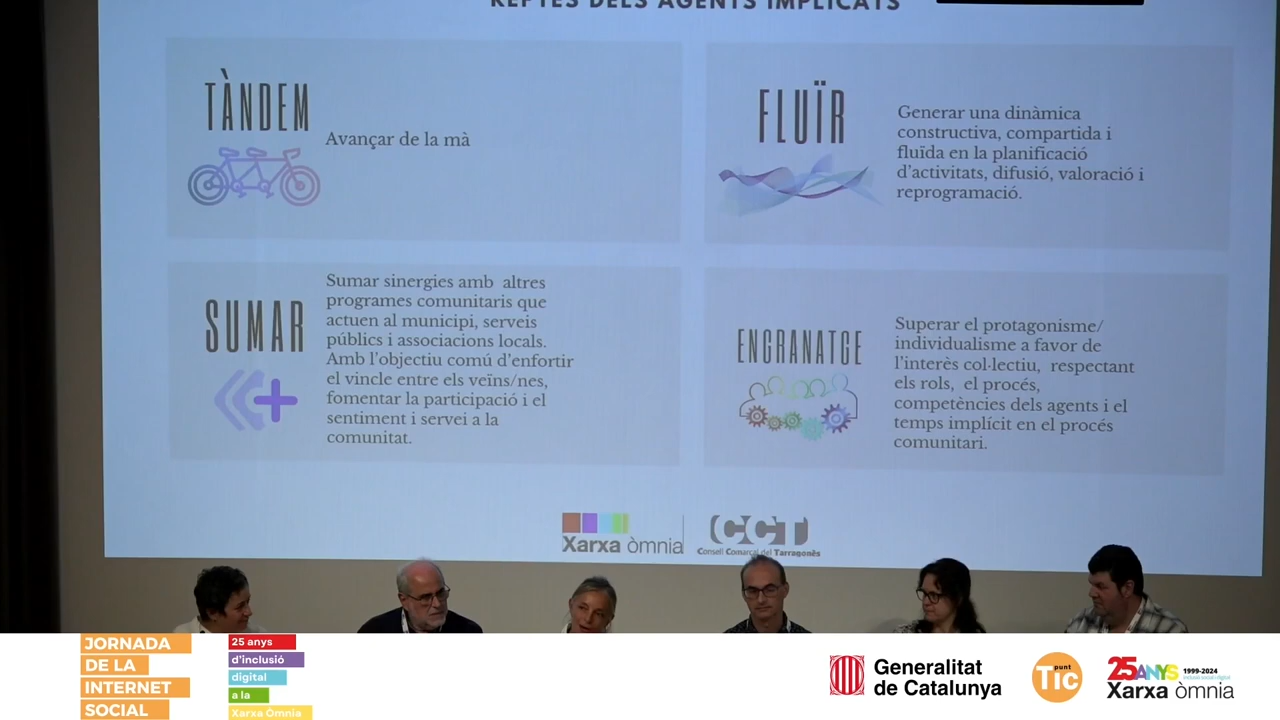 REPTES DELS AGENTS IMPLICATS
TÀNDEM
Avançar de la mà
FLUÏR
Generar una dinàmica
constructiva, compartida i
fluïda en la planificació
d'activitats, difusió, valoració i
reprogramació.
SUMAR
Sumar sinergies amb altres
programes comunitaris que
actuen al municipi, serveis
públics i associacions locals.
Amb l'objectiu comú d'enfortir
el vincle entre els veïns/nes,
fomentar la participació i el
sentiment i servei a la
comunitat.
ENGRANATGE
Superar el protagonisme/
individualisme a favor de
l'interès col·lectiu, respectant
els rols, el procés,
competències dels agents i el
temps implícit en el procés
comunitari.
Xarxa òmnia
CCT
Consell Comarcal del Tarragonès
JORNADA
DE LA
INTERNET
SOCIAL
25 anys
d'inclusió
digital
a la
Xarxa Òmnia
Generalitat
de Catalunya
punt
Tic
25ANYS 1999-2024
Xarxa òmnia